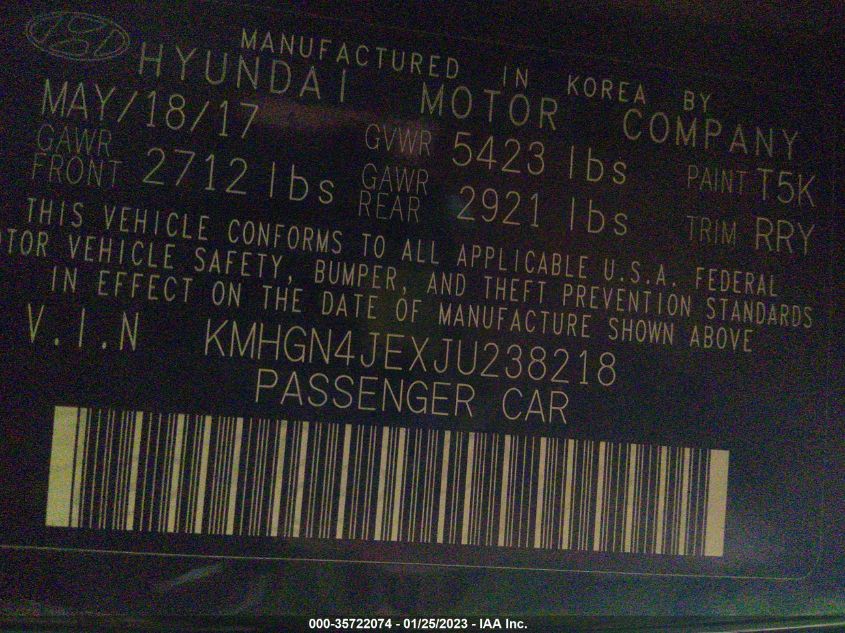 MANUFACTURED IN KOREA BY
HYUNDAI MOTOR COMPANY
MAY/18/17 GVWR 5423 lbs PAINT T5K
GAWR FRONT 2712 lbs GAWR REAR 2921 lbs TRIM RRY
THIS VEHICLE CONFORMS TO ALL APPLICABLE U.S.A. FEDERAL
OTOR VEHICLE SAFETY, BUMPER, AND THEFT PREVENTION STANDARDS
IN EFFECT ON THE DATE OF MANUFACTURE SHOWN ABOVE
V.I.N KMHGN4JEXJU238218
PASSENGER CAR
000-35722074 - 01/25/2023 - IAA Inc.